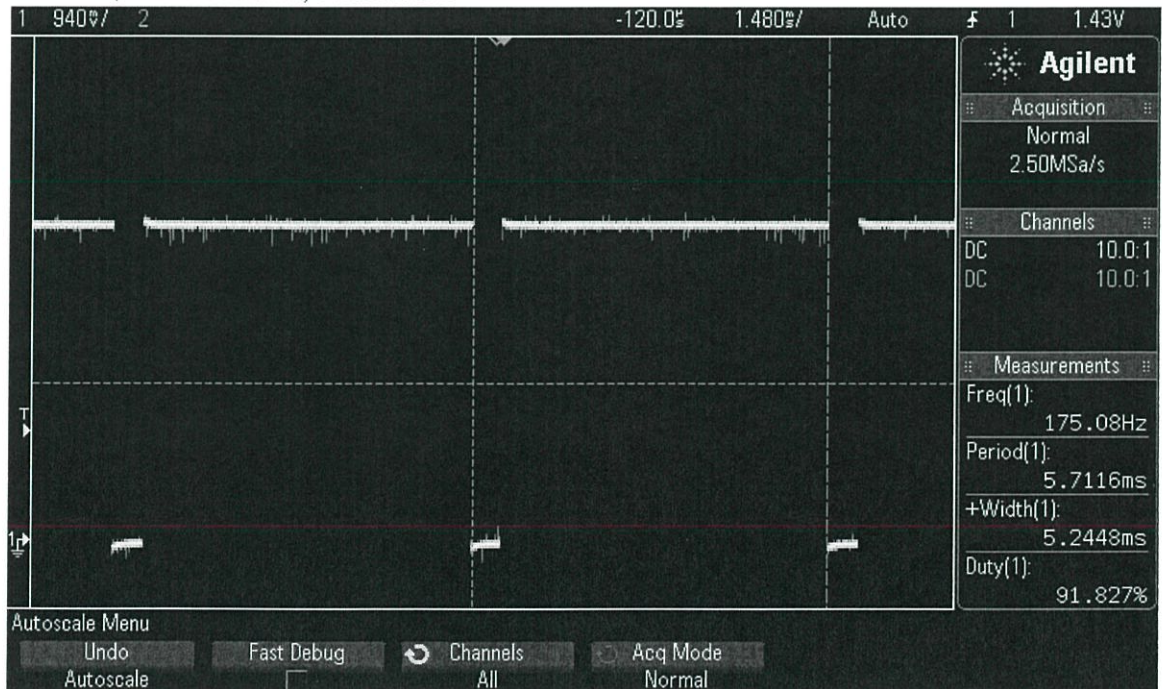 1 940mV/ 2 -120.0us 1.480ms/ Auto 1 1.43V
Agilent
Acquisition
Normal
2.50MSa/s
Channels
DC 10.0:1
DC 10.0:1
Measurements
Freq(1):
175.08Hz
Period(1):
5.7116ms
+Width(1):
5.2448ms
Duty(1):
91.827%
T
1
Autoscale Menu
Undo Autoscale
Fast Debug
Channels All
Acq Mode Normal